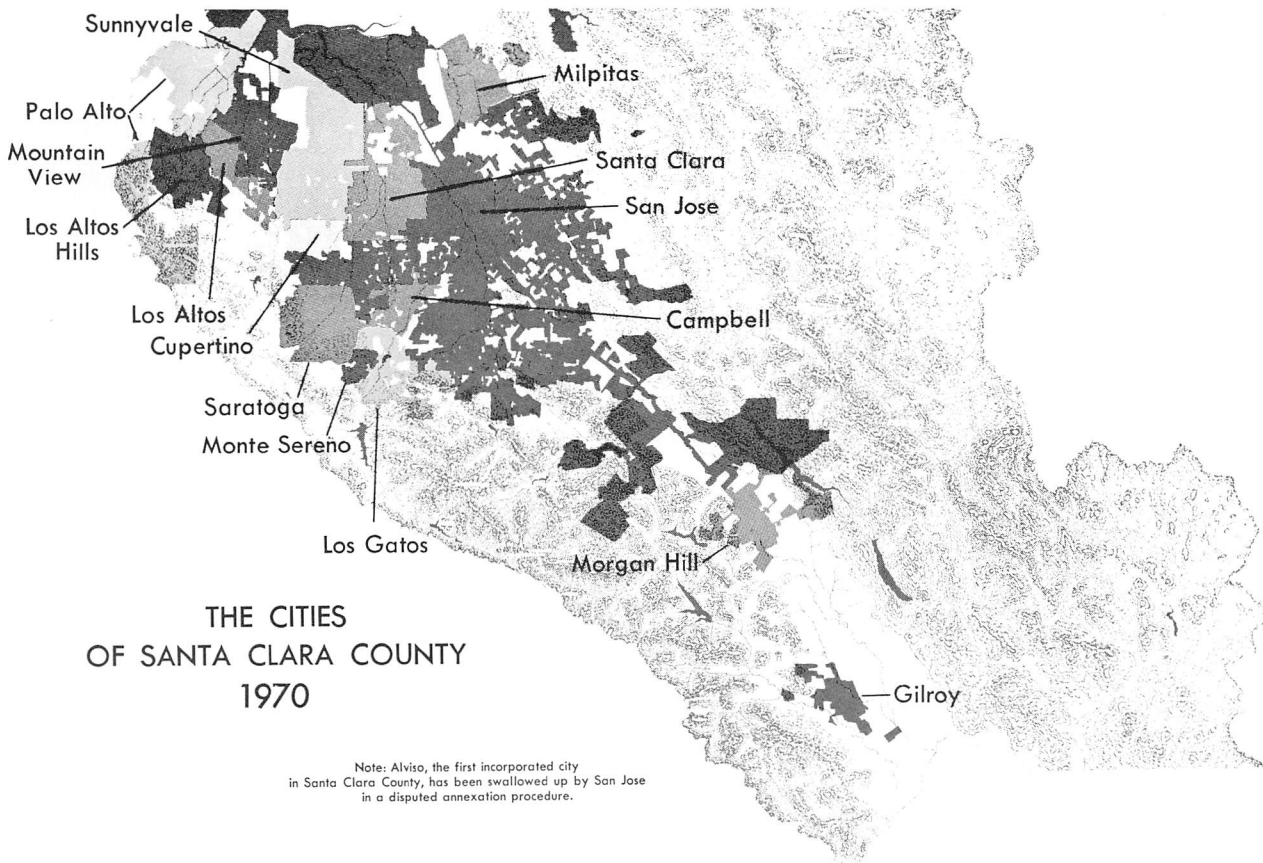 Sunnyvale
Milpitas
Palo Alto
Mountain
View
Santa Clara
San Jose
Los Altos
Hills
Los Altos
Campbell
Cupertino
Saratoga
Monte Sereno
Los Gatos
Morgan Hill
THE CITIES
OF SANTA CLARA COUNTY
1970
Gilroy
Note: Alviso, the first incorporated city
in Santa Clara County, has been swallowed up by San Jose
in a disputed annexation procedure.